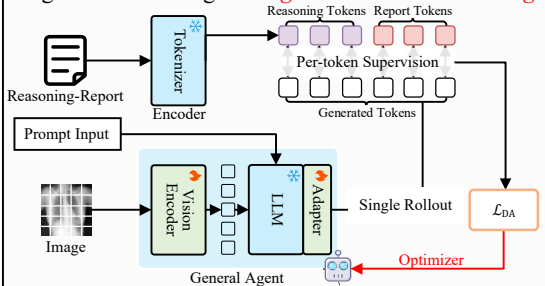 Reasoning Tokens
Report Tokens
Tokenizer
Per-token Supervision
Reasoning-Report
Encoder
Generated Tokens
Prompt Input
Vision
Encoder
LLM
Adapter
Single Rollout
ℒDA
Image
Optimizer
General Agent